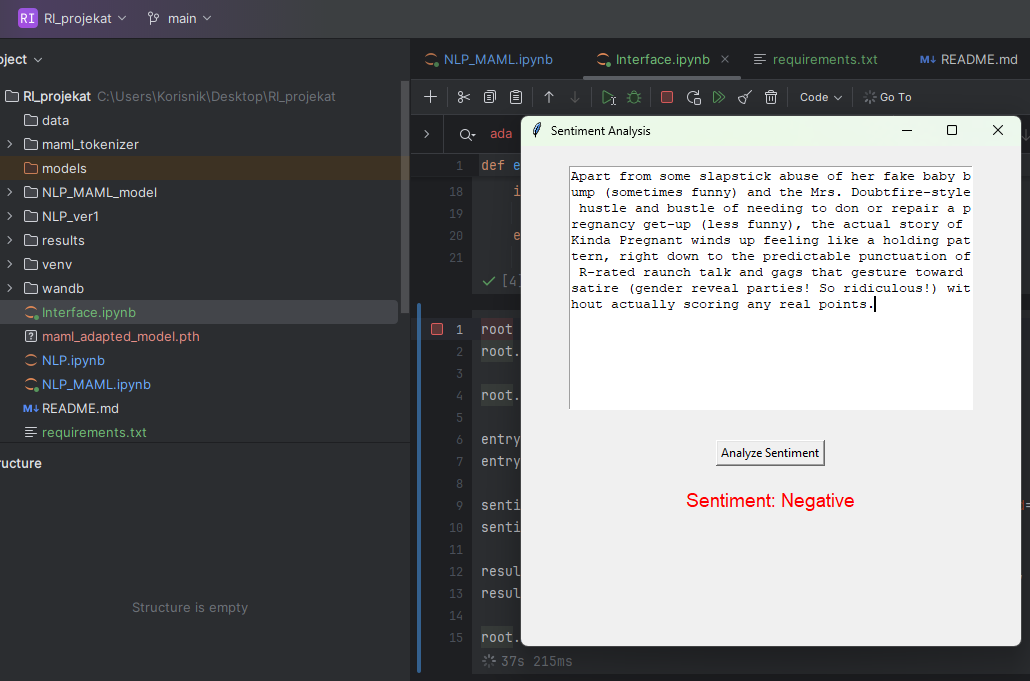 RI RI_projekat main
oject
NLP_MAML.ipynb Interface.ipynb requirements.txt M↓ README.md
RI_projekat C:\Users\Korisnik\Desktop\RI_projekat
data
maml_tokenizer
models
NLP_MAML_model
NLP_ver1
results
venv
wandb
Interface.ipynb
maml_adapted_model.pth
NLP.ipynb
NLP_MAML.ipynb
M↓ README.md
requirements.txt
ructure
Structure is empty
Code Go To
ada
1 def e
18 i
19
20 e
21
[4]
1 root
2 root.
3
4 root.
5
6 entry
7 entry
8
9 senti
10 senti
11
12 resul
13 resul
14
15 root.
37s 215ms
Sentiment Analysis
Apart from some slapstick abuse of her fake baby b
ump (sometimes funny) and the Mrs. Doubtfire-style
hustle and bustle of needing to don or repair a p
regnancy get-up (less funny), the actual story of
Kinda Pregnant winds up feeling like a holding pat
tern, right down to the predictable punctuation of
R-rated raunch talk and gags that gesture toward
satire (gender reveal parties! So ridiculous!) wit
hout actually scoring any real points.
Analyze Sentiment
Sentiment: Negative